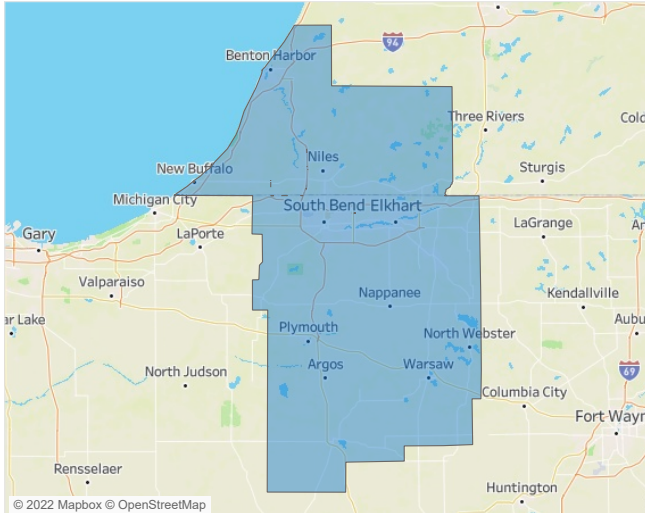 94
Benton Harbor
Three Rivers
Cold
Niles
New Buffalo
Sturgis
Michigan City
South Bend Elkhart
Gary
LaPorte
LaGrange
An
Valparaiso
Nappanee
Kendallville
ar Lake
Plymouth
North Webster
Aubu
North Judson
Argos
Warsaw
69
Columbia City
Fort Wayn
Rensselaer
Huntington
© 2022 Mapbox © OpenStreetMap